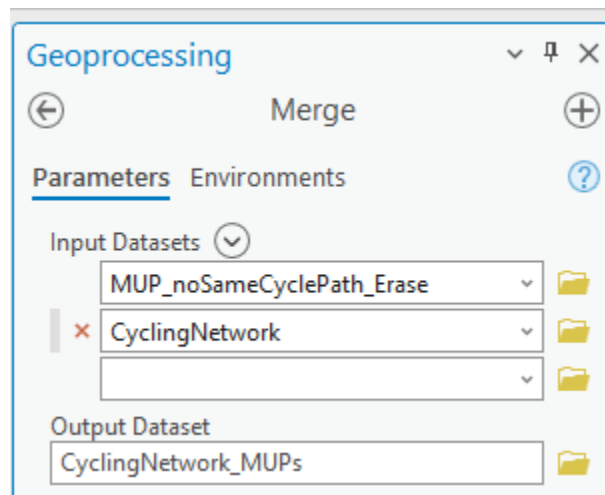 Geoprocessing
Merge
Parameters Environments
Input Datasets
MUP_noSameCyclePath_Erase
CyclingNetwork
Output Dataset
CyclingNetwork_MUPs